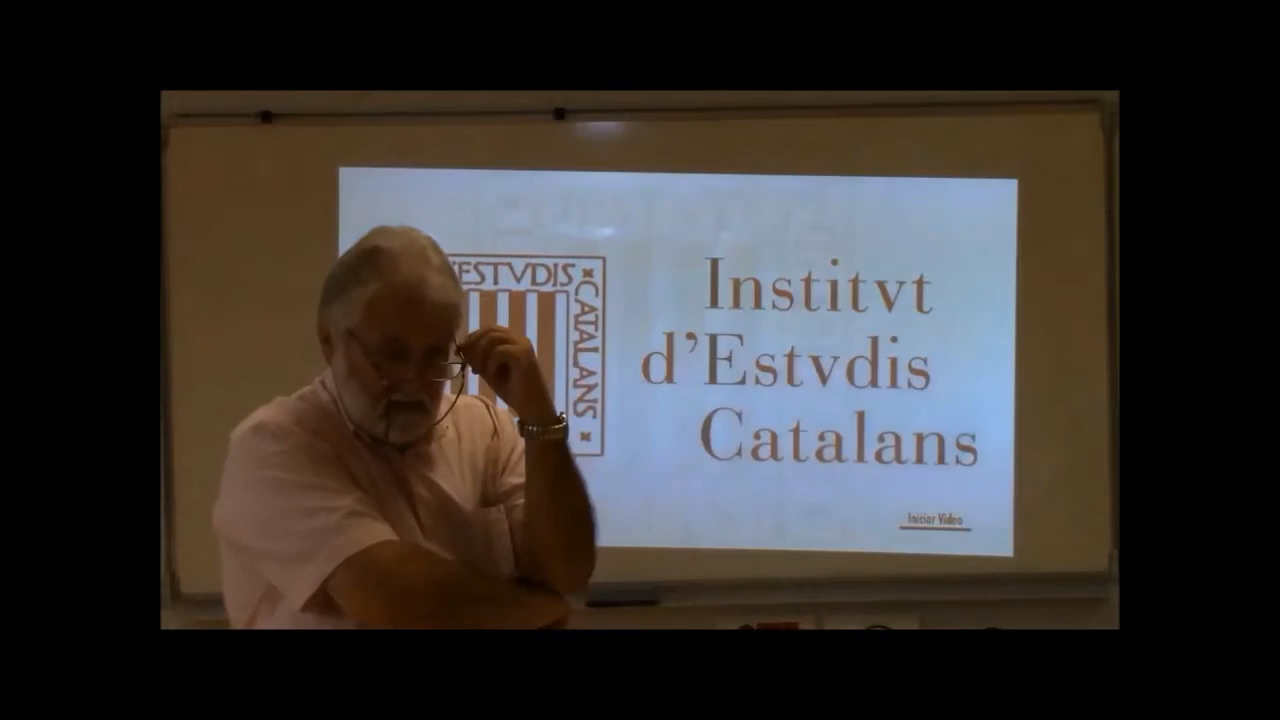 'ESTVDIS
CATALANS
Institvt
d'Estvdis
Catalans
Iniciar Video